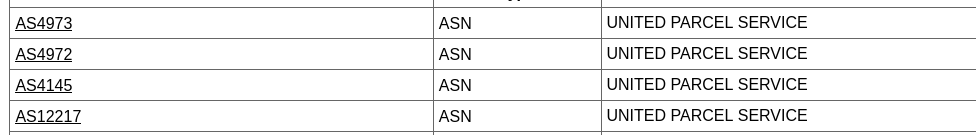 AS4973 ASN UNITED PARCEL SERVICE
AS4972 ASN UNITED PARCEL SERVICE
AS4145 ASN UNITED PARCEL SERVICE
AS12217 ASN UNITED PARCEL SERVICE